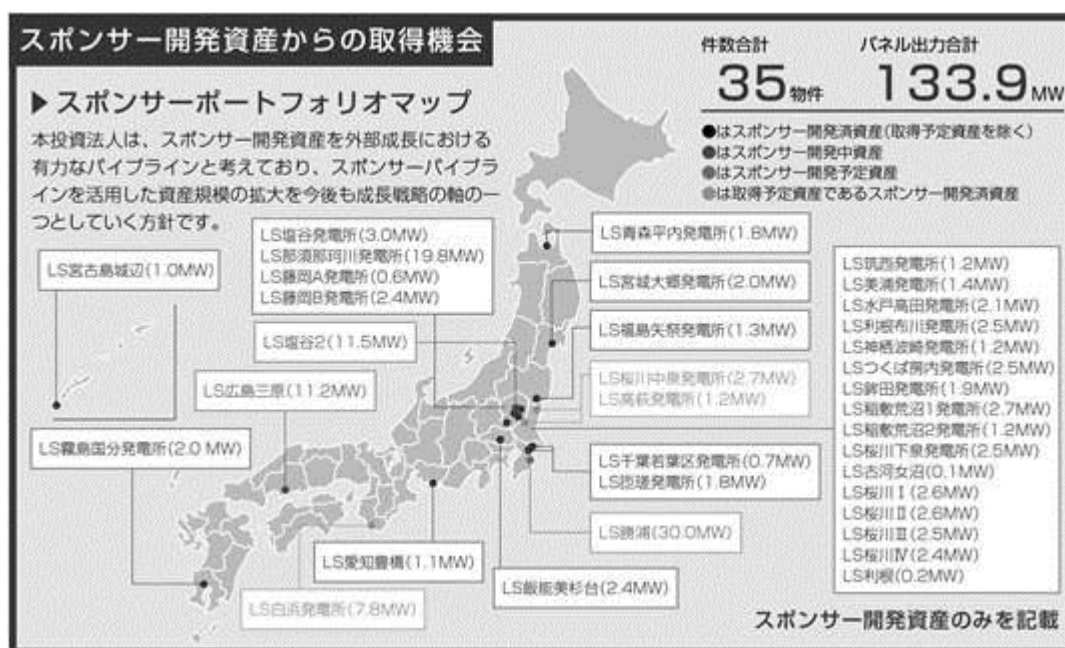 スポンサー開発資産からの取得機会
件数合計
35物件
パネル出力合計
133.9MW
▶スポンサーポートフォリオマップ
本投資法人は、スポンサー開発資産を外部成長における
有力なパイプラインと考えており、スポンサーパイプラ
インを活用した資産規模の拡大を今後も成長戦略の軸の一
つとしていく方針です。
●はスポンサー開発済資産(取得予定資産を除く)
●はスポンサー開発中資産
●はスポンサー開発予定資産
●は取得予定資産であるスポンサー開発済資産
LS宮古島城辺(1.0MW)
LS塩谷発電所(3.0MW)
LS那須那珂川発電所(19.8MW)
LS藤岡A発電所(0.6MW)
LS藤岡B発電所(2.4MW)
LS塩谷2(11.5MW)
LS広島三原(11.2MW)
LS霧島国分発電所(2.0 MW)
LS愛知豊橋(1.1MW)
LS白浜発電所(7.8MW)
LS青森平内発電所(1.8MW)
LS宮城大郷発電所(2.0MW)
LS福島矢祭発電所(1.3MW)
LS桜川中泉発電所(2.7MW)
LS高萩発電所(1.2MW)
LS千葉若葉区発電所(0.7MW)
LS匝瑳発電所(1.8MW)
LS勝浦(30.0MW)
LS飯能美杉台(2.4MW)
LS筑西発電所(1.2MW)
LS美浦発電所(1.4MW)
LS水戸高田発電所(2.1MW)
LS利根布川発電所(2.5MW)
LS神栖波崎発電所(1.2MW)
LSつくば房内発電所(2.5MW)
LS鉾田発電所(1.9MW)
LS稲敷荒沼1発電所(2.7MW)
LS稲敷荒沼2発電所(1.2MW)
LS桜川下泉発電所(2.5MW)
LS古河女沼(0.1MW)
LS桜川Ⅰ(2.6MW)
LS桜川Ⅱ(2.6MW)
LS桜川Ⅲ(2.5MW)
LS桜川Ⅳ(2.4MW)
LS利根(0.2MW)
スポンサー開発資産のみを記載